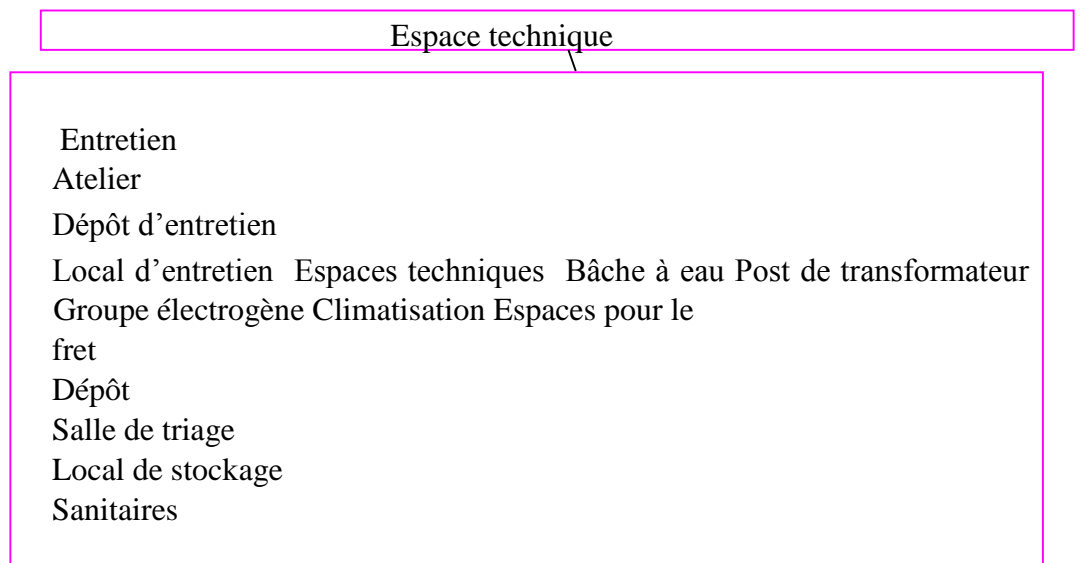 Espace technique
Entretien
Atelier
Dépôt d’entretien
Local d’entretien Espaces techniques Bâche à eau Post de transformateur
Groupe électrogène Climatisation Espaces pour le
fret
Dépôt
Salle de triage
Local de stockage
Sanitaires